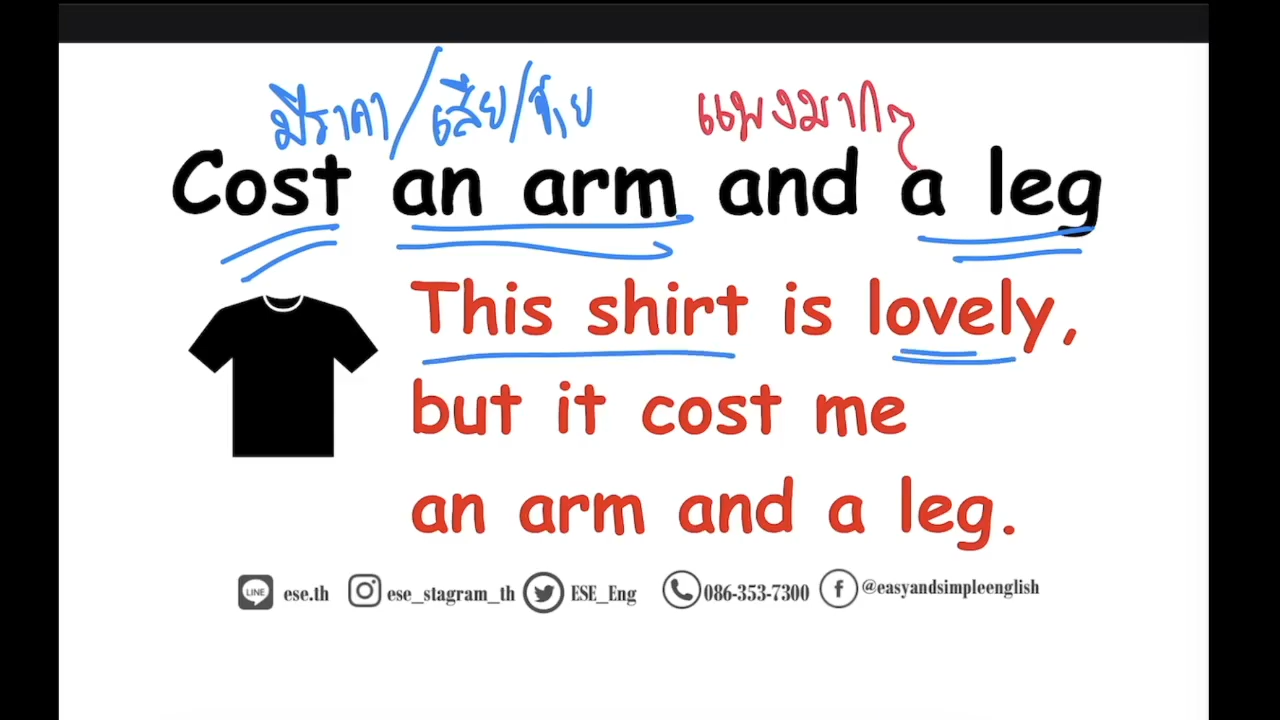 มีราคา/เสีย/จ่าย แพงมากๆ
Cost an arm and a leg
This shirt is lovely,
but it cost me
an arm and a leg.
LINE ese.th ese_stagram_th ESE_Eng 086-353-7300 f @easyandsimpleenglish